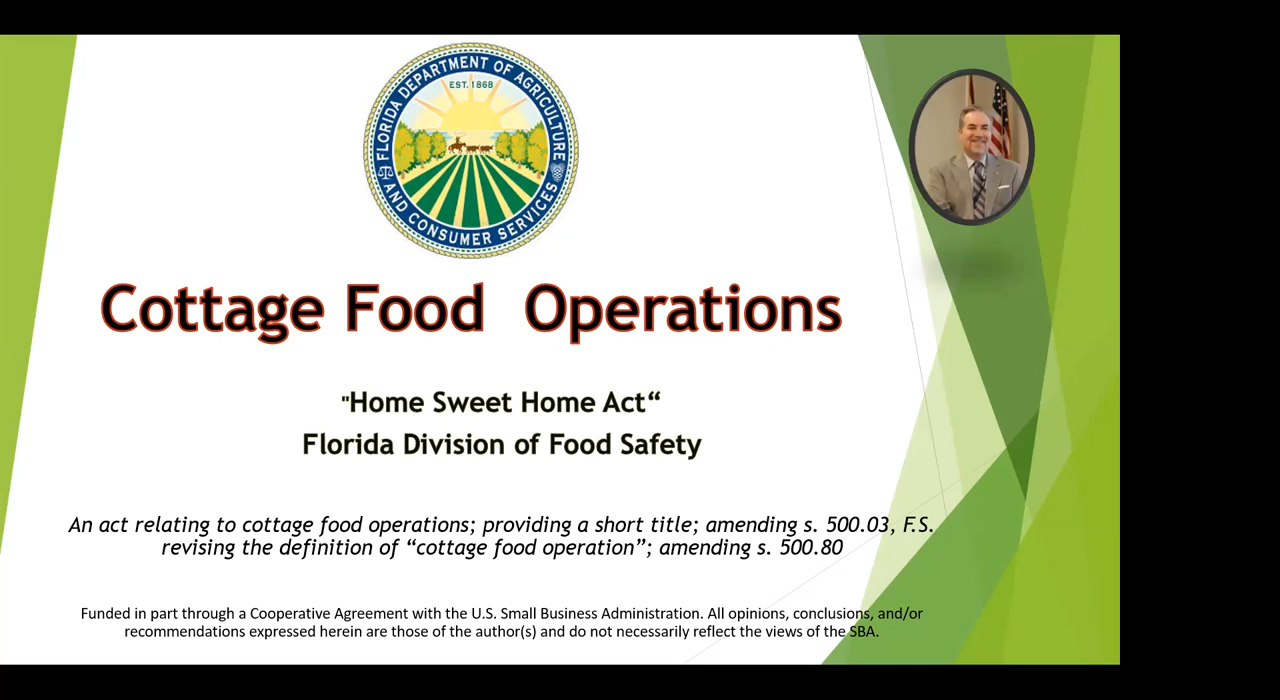 FLORIDA DEPARTMENT OF AGRICULTURE
AND CONSUMER SERVICES
EST. 1868
Cottage Food  Operations
"Home Sweet Home Act“
Florida Division of Food Safety
An act relating to cottage food operations; providing a short title; amending s. 500.03, F.S.
revising the definition of “cottage food operation”; amending s. 500.80
Funded in part through a Cooperative Agreement with the U.S. Small Business Administration. All opinions, conclusions, and/or
recommendations expressed herein are those of the author(s) and do not necessarily reflect the views of the SBA.